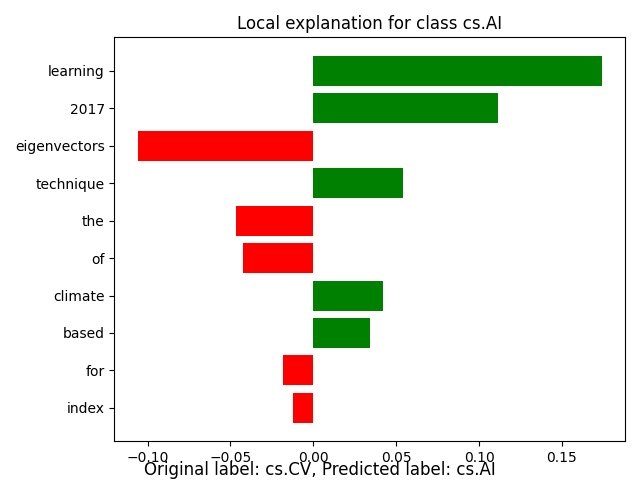 Local explanation for class cs.AI
learning
2017
eigenvectors
technique
the
of
climate
based
for
index
−0.10 −0.05 0.00 0.05 0.10 0.15
Original label: cs.CV, Predicted label: cs.AI